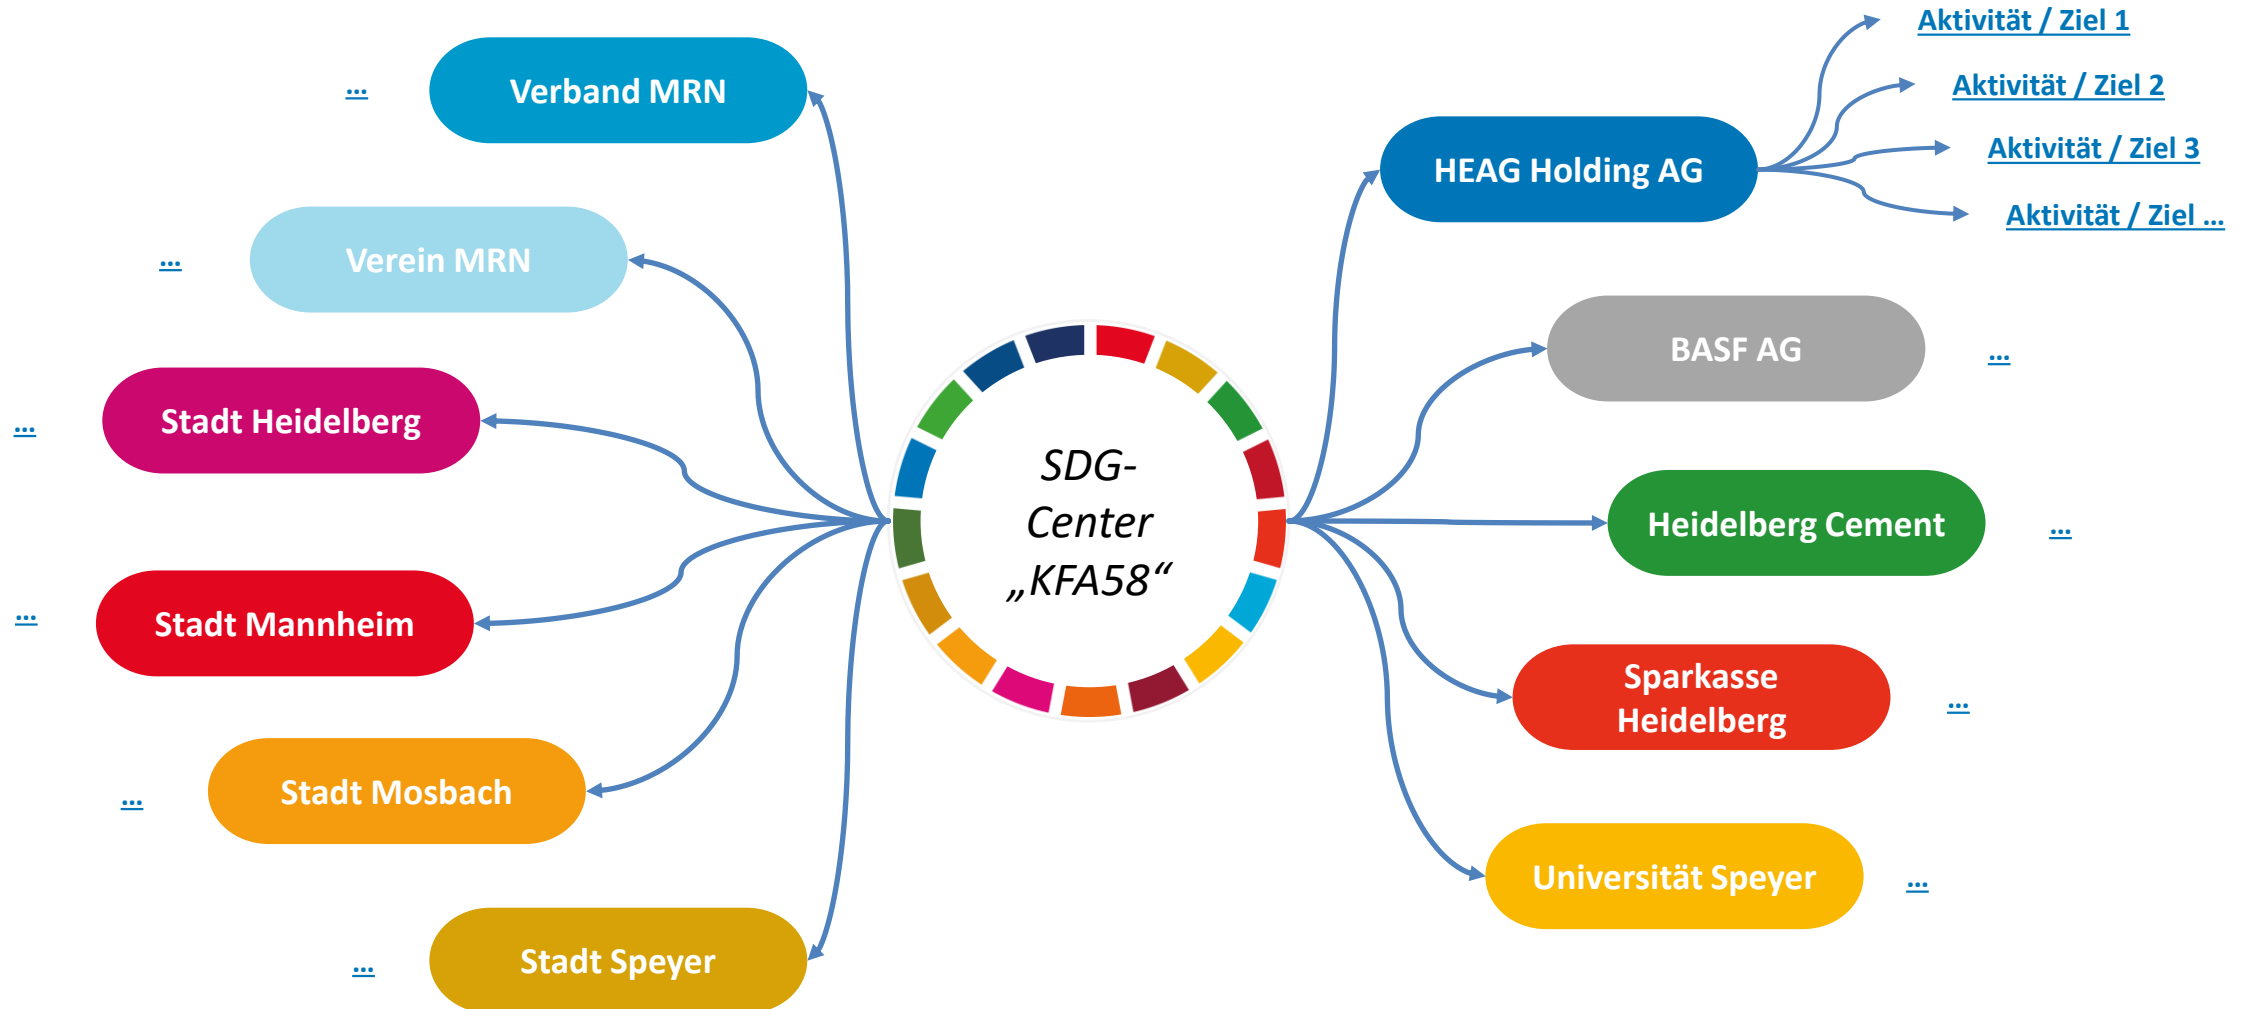 Verband MRN
...
Verein MRN
...
Stadt Heidelberg
...
Stadt Mannheim
...
Stadt Mosbach
...
Stadt Speyer
...
SDG-
Center
„KFA58“
HEAG Holding AG
Aktivität / Ziel 1
Aktivität / Ziel 2
Aktivität / Ziel 3
Aktivität / Ziel ...
BASF AG
...
Heidelberg Cement
...
Sparkasse
Heidelberg
...
Universität Speyer
...